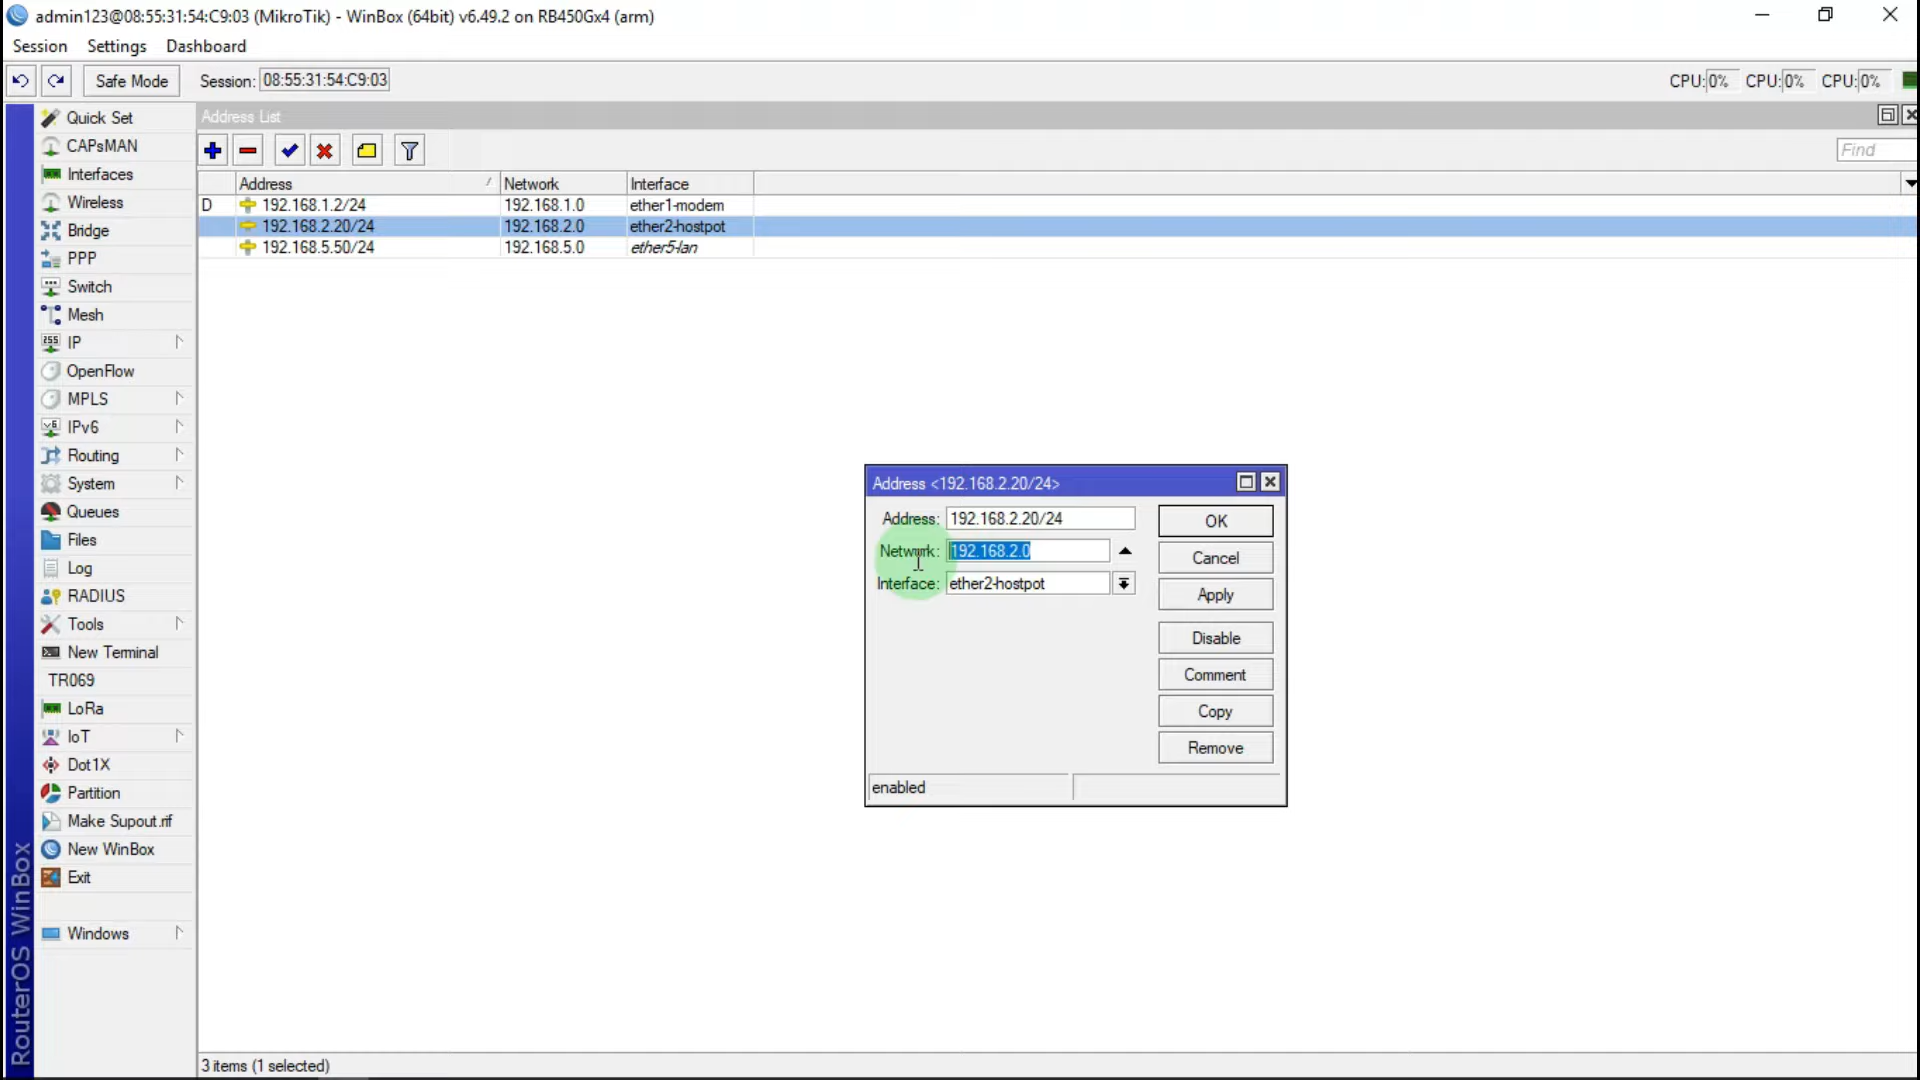 admin123@08:55:31:54:C9:03 (MikroTik) - WinBox (64bit) v6.49.2 on RB450Gx4 (arm)
Session Settings Dashboard
Safe Mode Session: 08:55:31:54:C9:03 CPU:0% CPU:0% CPU:0%
Quick Set
CAPsMAN
Interfaces
Wireless
Bridge
PPP
Switch
Mesh
IP
OpenFlow
MPLS
IPv6
Routing
System
Queues
Files
Log
RADIUS
Tools
New Terminal
TR069
LoRa
IoT
Dot1X
Partition
Make Supout.rif
New WinBox
Exit
Windows
RouterOS WinBox
Address List
Find
Address Network Interface
D 192.168.1.2/24 192.168.1.0 ether1-modem
192.168.2.20/24 192.168.2.0 ether2-hostpot
192.168.5.50/24 192.168.5.0 ether5-lan
Address <192.168.2.20/24>
Address: 192.168.2.20/24
Network: 192.168.2.0
Interface: ether2-hostpot
OK
Cancel
Apply
Disable
Comment
Copy
Remove
enabled
3 items (1 selected)